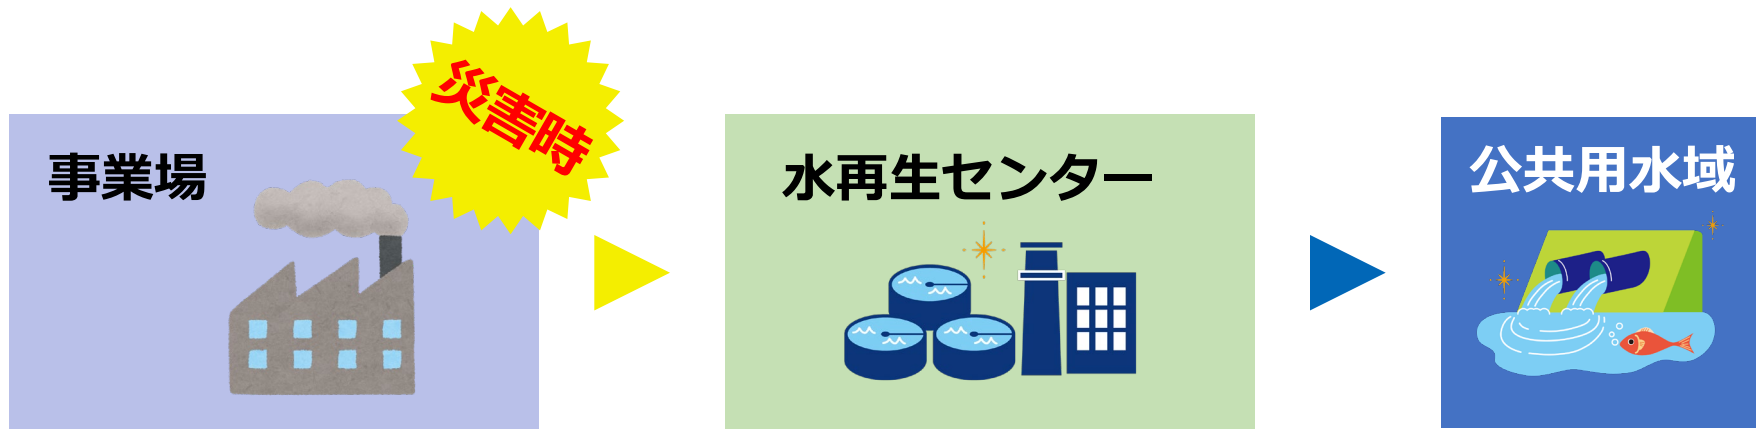 災害時
事業場
水再生センター
公共用水域